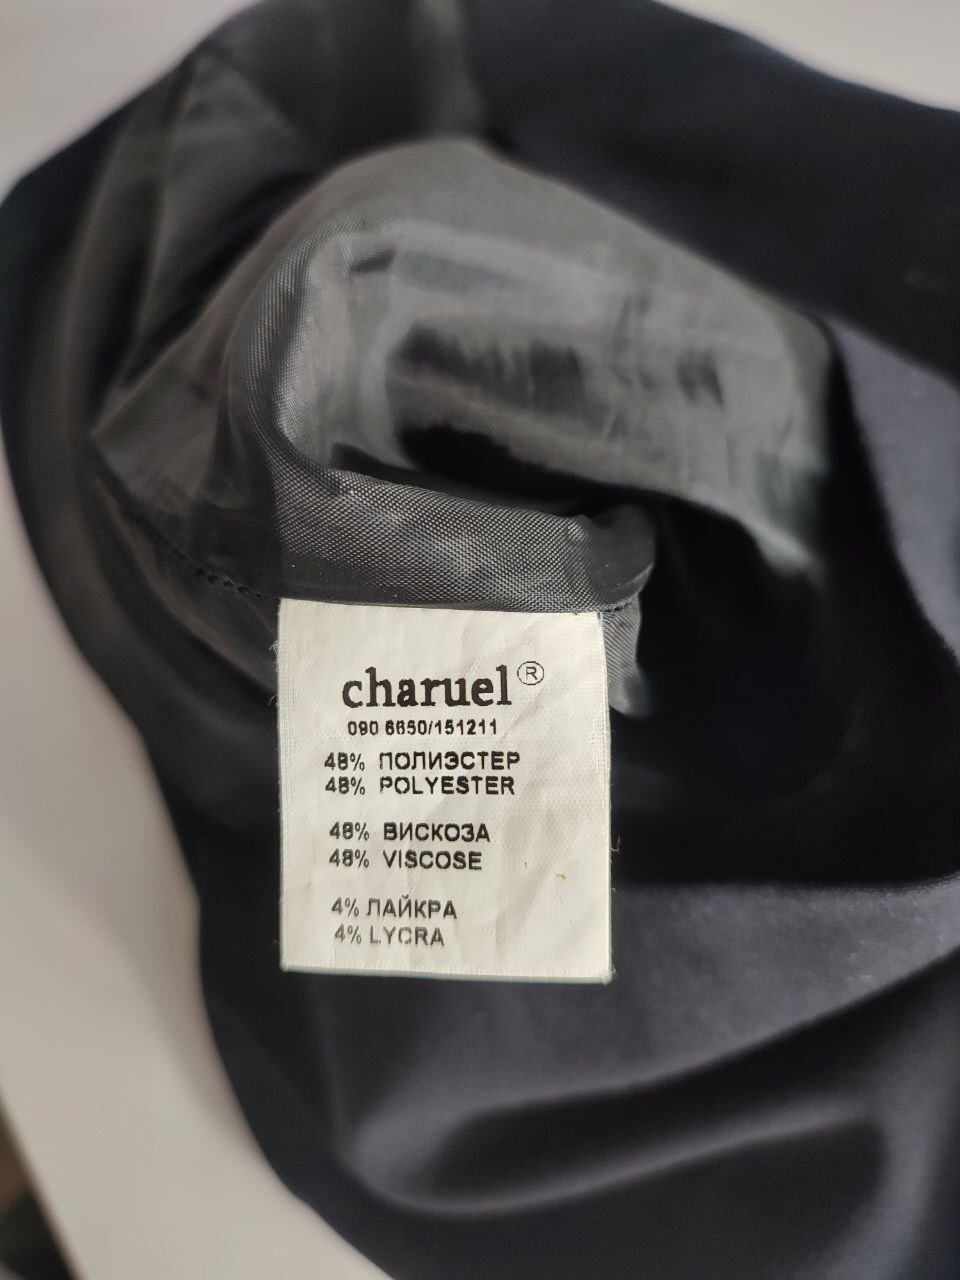 charuel®
090 6650/151211
48% ПОЛИЭСТЕР
48% POLYESTER
48% ВИСКОЗА
48% VISCOSE
4% ЛАЙКРА
4% LYCRA